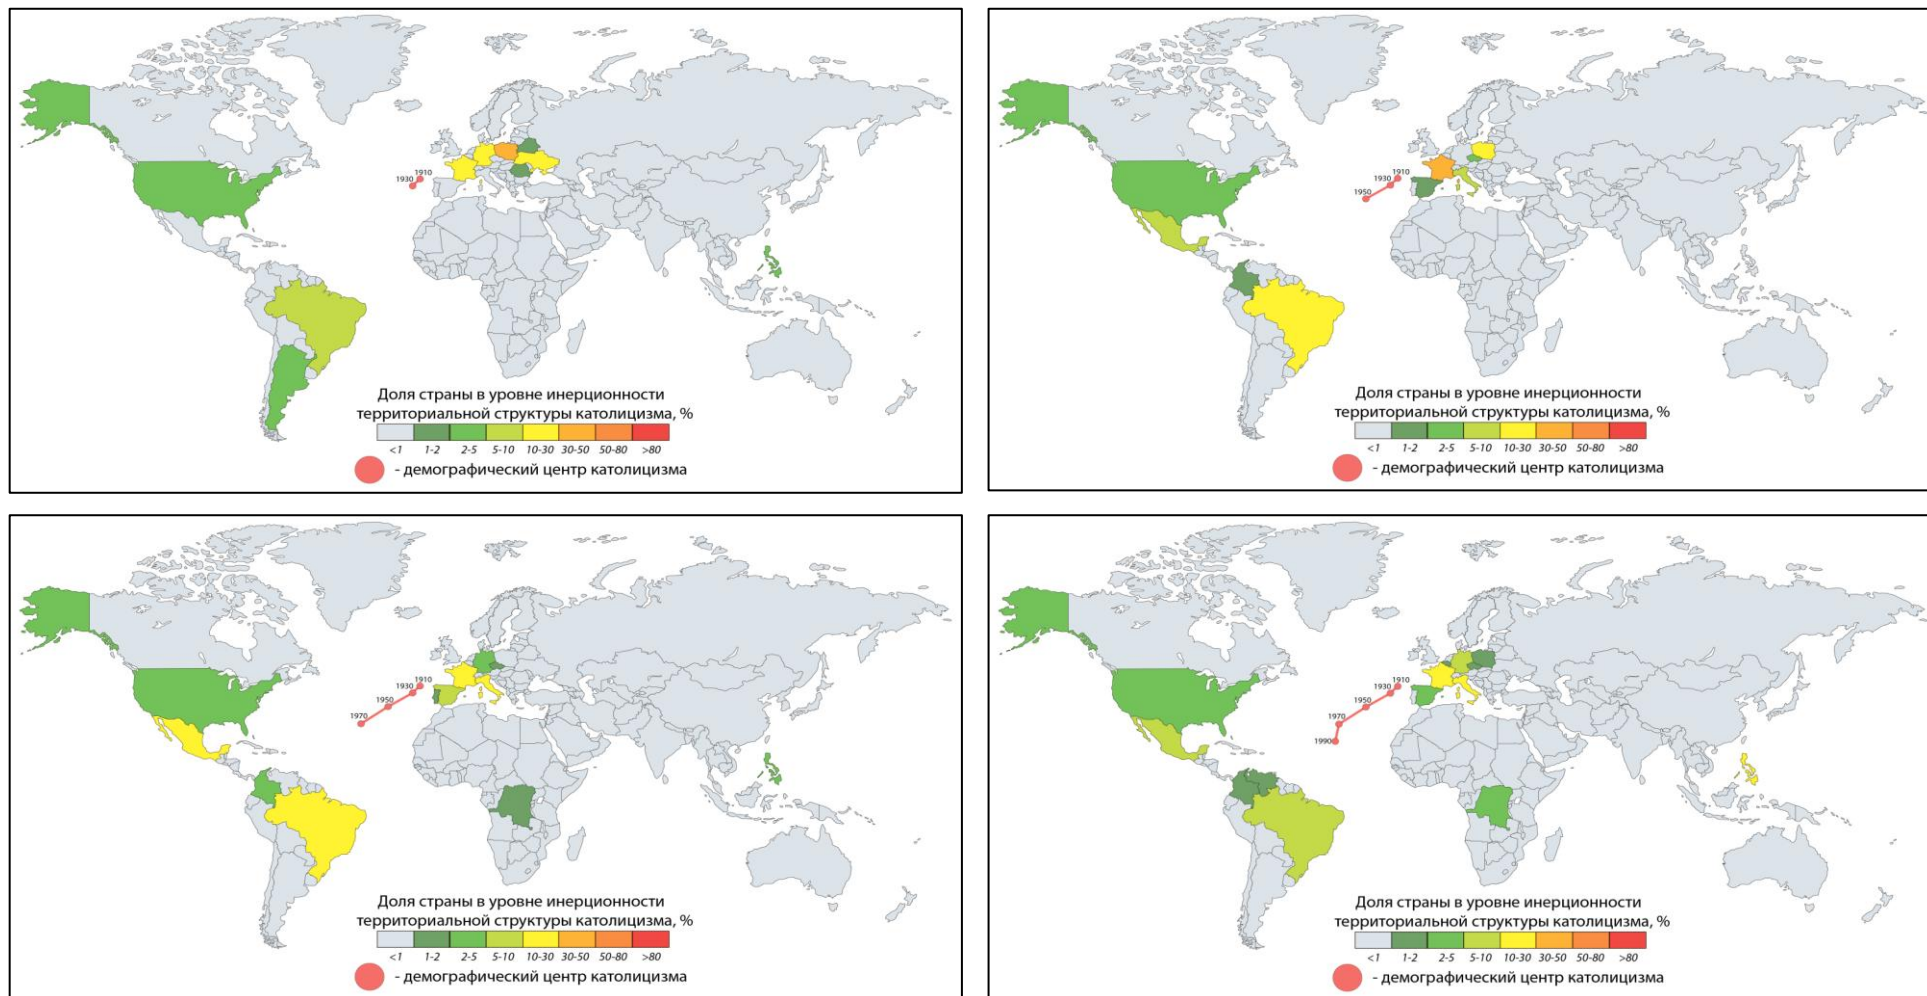 1930
1910
Доля страны в уровне инерционности
территориальной структуры католицизма, %
<1 1-2 2-5 5-10 10-30 30-50 50-80 >80
- демографический центр католицизма
1910
1930
1950
Доля страны в уровне инерционности
территориальной структуры католицизма, %
<1 1-2 2-5 5-10 10-30 30-50 50-80 >80
- демографический центр католицизма
1910
1930
1950
1970
Доля страны в уровне инерционности
территориальной структуры католицизма, %
<1 1-2 2-5 5-10 10-30 30-50 50-80 >80
- демографический центр католицизма
1910
1930
1950
1970
1990
Доля страны в уровне инерционности
территориальной структуры католицизма, %
<1 1-2 2-5 5-10 10-30 30-50 50-80 >80
- демографический центр католицизма